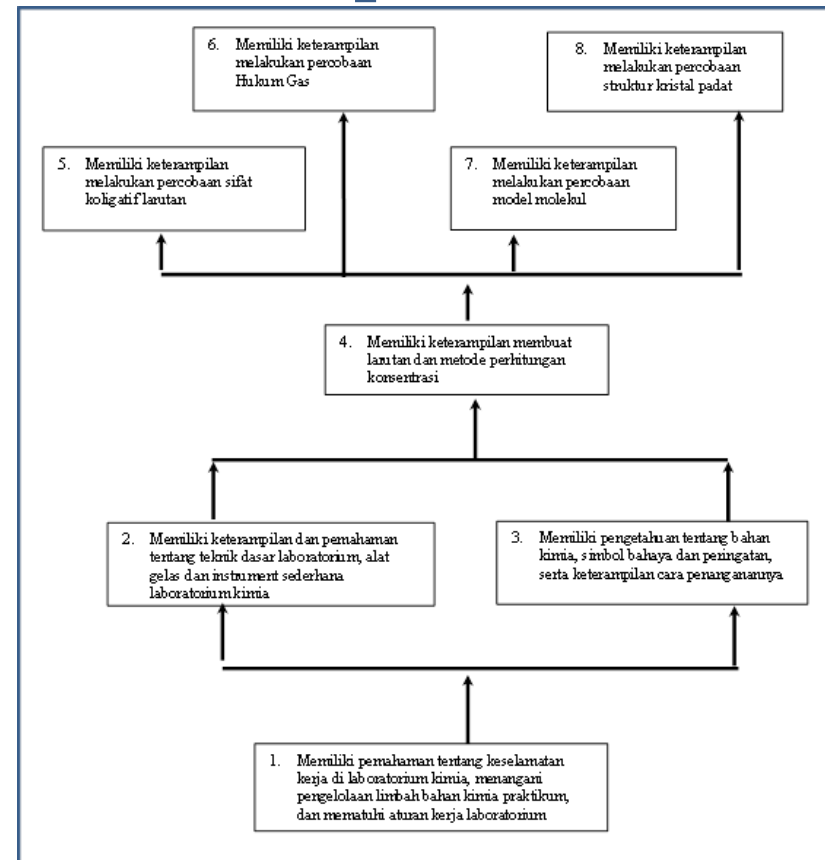 6. Memiliki keterampilan
melakukan percobaan
Hukum Gas
8. Memiliki keterampilan
melakukan percobaan
struktur kristal padat
5. Memiliki keterampilan
melakukan percobaan sifat
koligatif larutan
7. Memiliki keterampilan
melakukan percobaan
model molekul
4. Memiliki keterampilan membuat
larutan dan metode perhitungan
konsentrasi
2. Memiliki keterampilan dan pemahaman
tentang teknik dasar laboratorium, alat
gelas dan instrument sederhana
laboratorium kimia
3. Memiliki pengetahuan tentang bahan
kimia, simbol bahaya dan peringatan,
serta keterampilan cara penanganannya
1. Memiliki pemahaman tentang keselamatan
kerja di laboratorium kimia, menangani
pengelolaan limbah bahan kimia praktikum,
dan mematuhi aturan kerja laboratorium